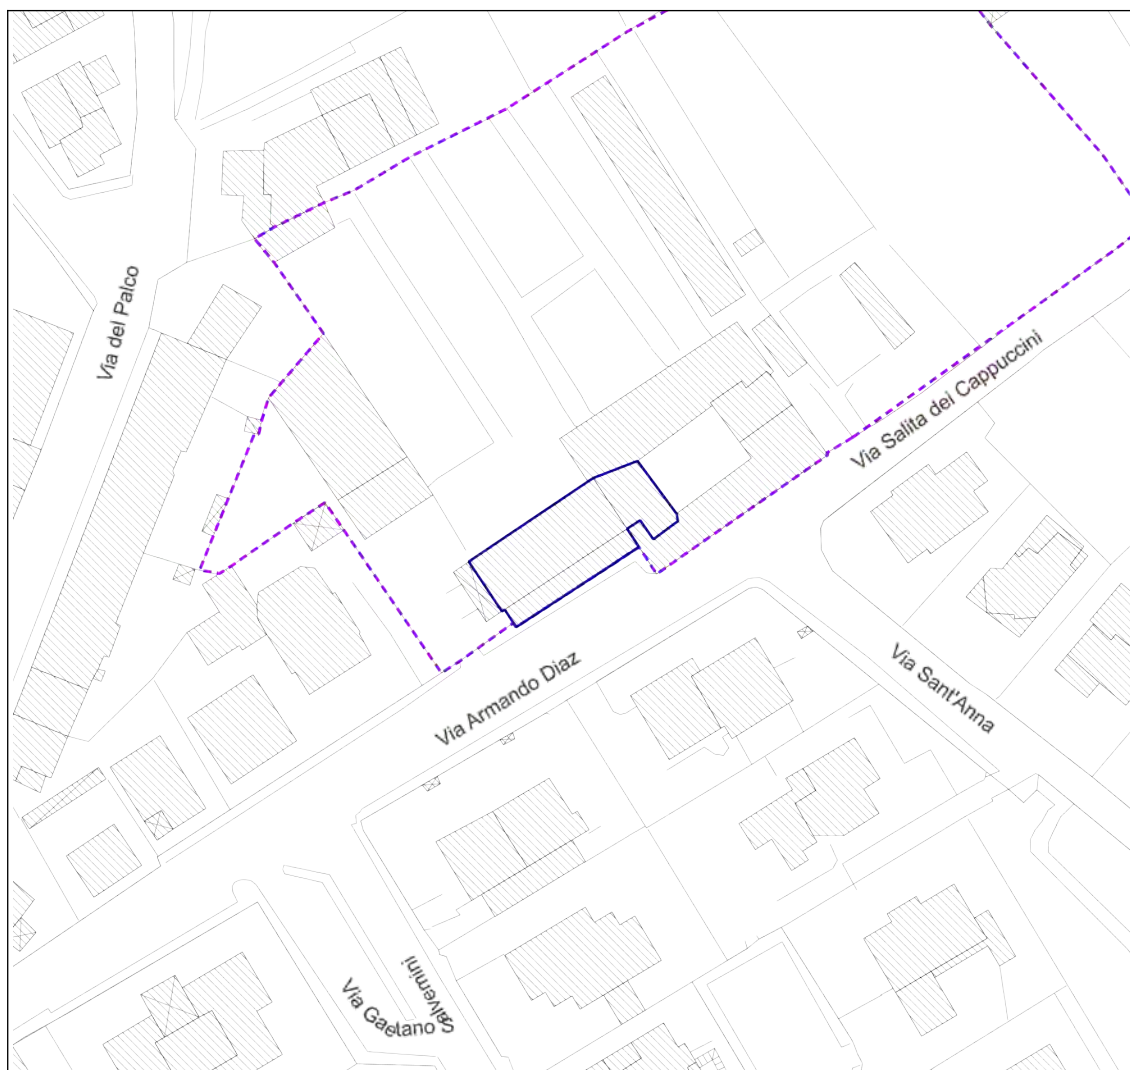 Via del Palco
Via Salita dei Cappuccini
Via Armando Diaz
Via Sant'Anna
Via Gaetano Salvemini